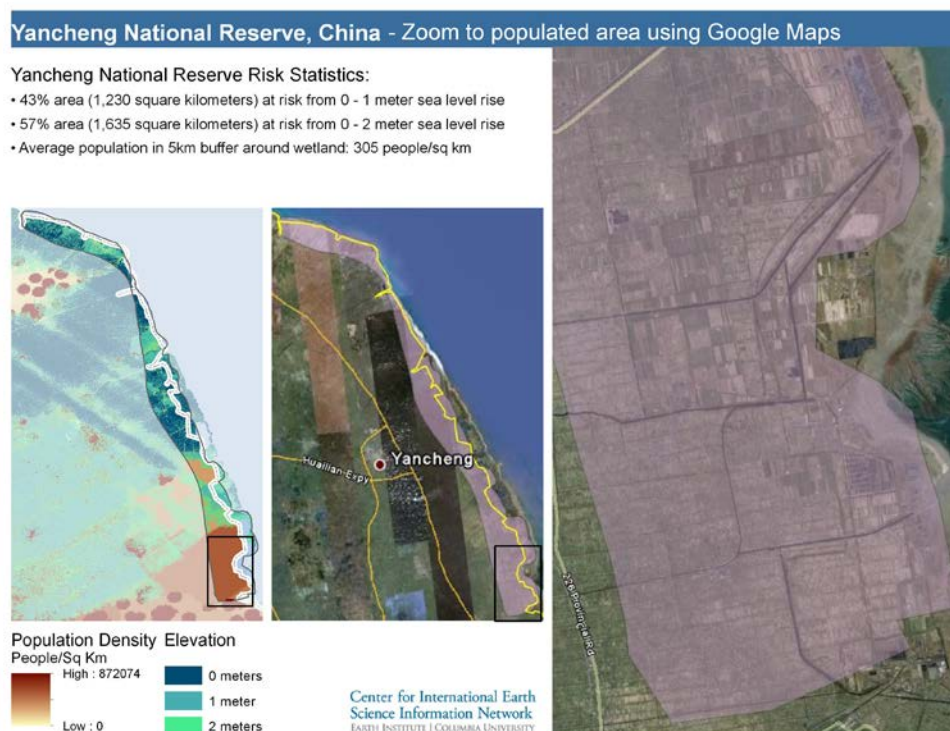 Yancheng National Reserve, China - Zoom to populated area using Google Maps
Yancheng National Reserve Risk Statistics:
• 43% area (1,230 square kilometers) at risk from 0 - 1 meter sea level rise
• 57% area (1,635 square kilometers) at risk from 0 - 2 meter sea level rise
• Average population in 5km buffer around wetland: 305 people/sq km
Yancheng
Huailian Expy
226 Provincial Rd
Population Density
People/Sq Km
High : 872074
Low : 0
Elevation
0 meters
1 meter
2 meters
Center for International Earth
Science Information Network
EARTH INSTITUTE | COLUMBIA UNIVERSITY